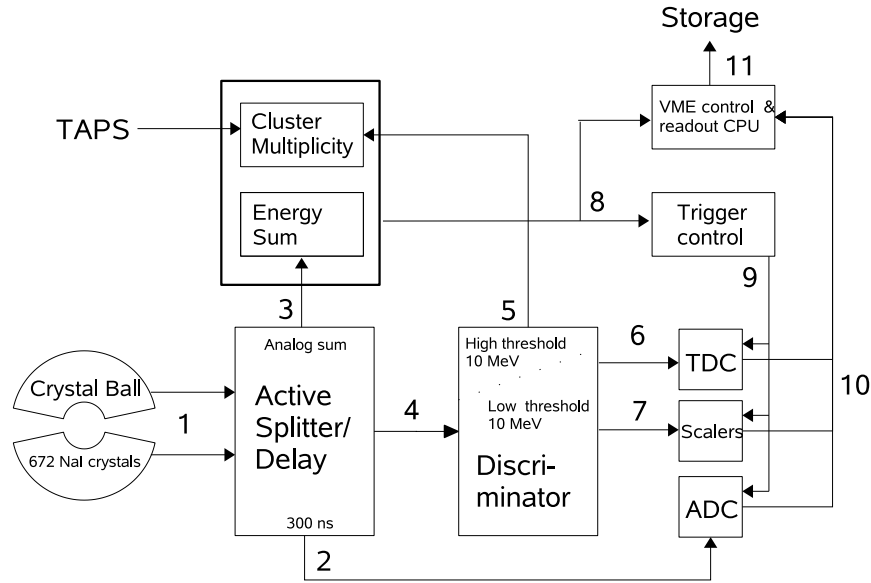 Storage
11
VME control &
readout CPU
TAPS
Cluster
Multiplicity
Energy
Sum
8
Trigger
control
9
3
5
Analog sum
High threshold
10 MeV
6
TDC
Crystal Ball
1
672 NaI crystals
Active
Splitter/
Delay
4
Low threshold
10 MeV
7
Scalers
10
Discri-
minator
300 ns
ADC
2